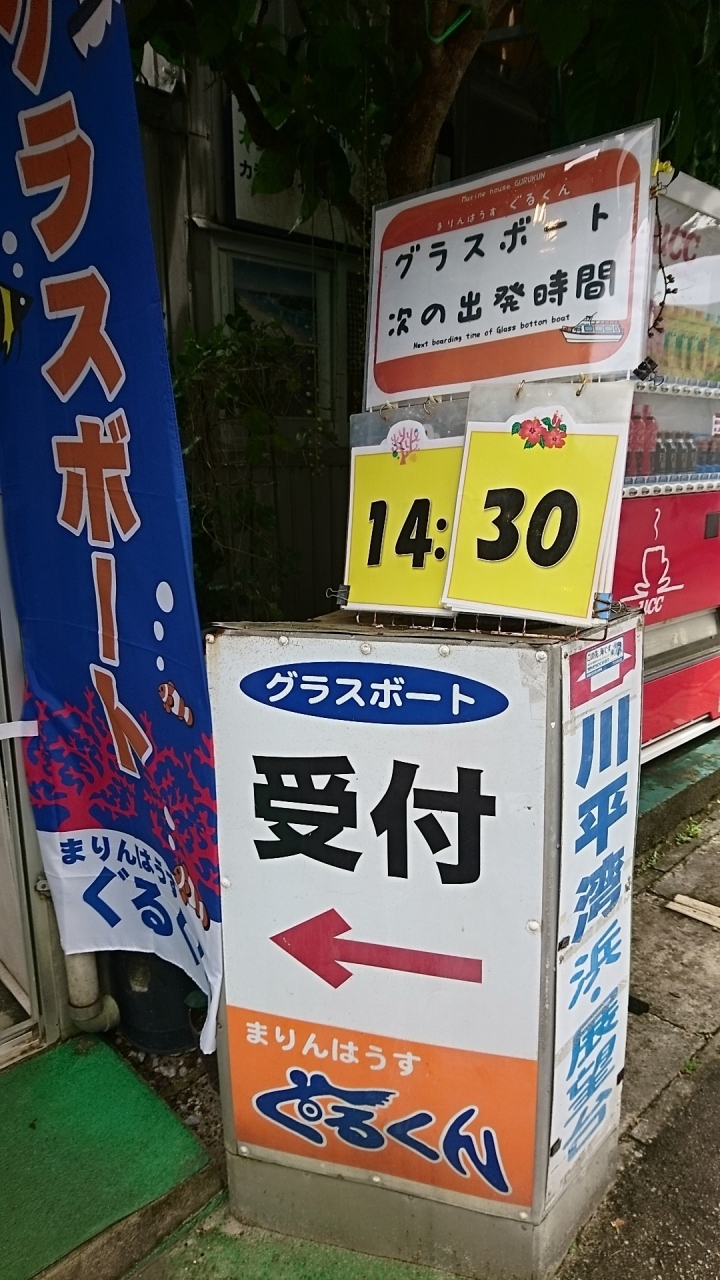 グラスボート
まりんはうす
ぐるく
Marine house GURUKUN
まりんはうす ぐるくん
グラスボート
次の出発時間
Next boarding time of Glass bottom boat
14:30
グラスボート
受付
まりんはうす
ぐるくん
川平湾浜・展望台
UCC
UCC